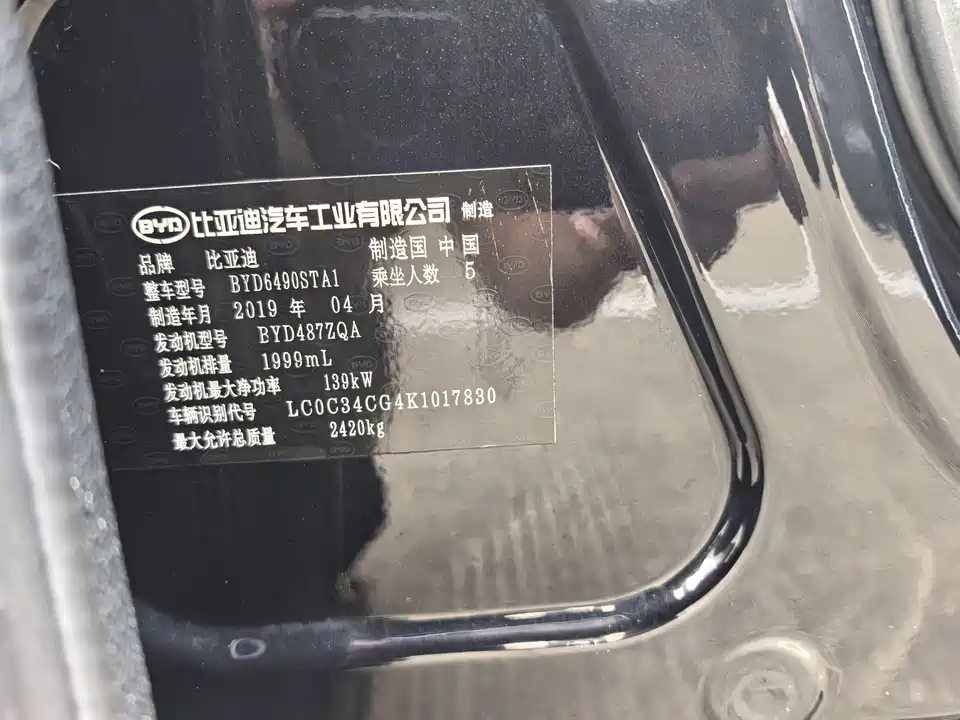 BYD 比亚迪汽车工业有限公司 制造
品牌 比亚迪 制造国 中国
整车型号 BYD6490STA1 乘坐人数 5
制造年月 2019 年 04 月
发动机型号 BYD487ZQA
发动机排量 1999mL
发动机最大净功率 139kW
车辆识别代号 LC0C34CG4K1017830
最大允许总质量 2420kg